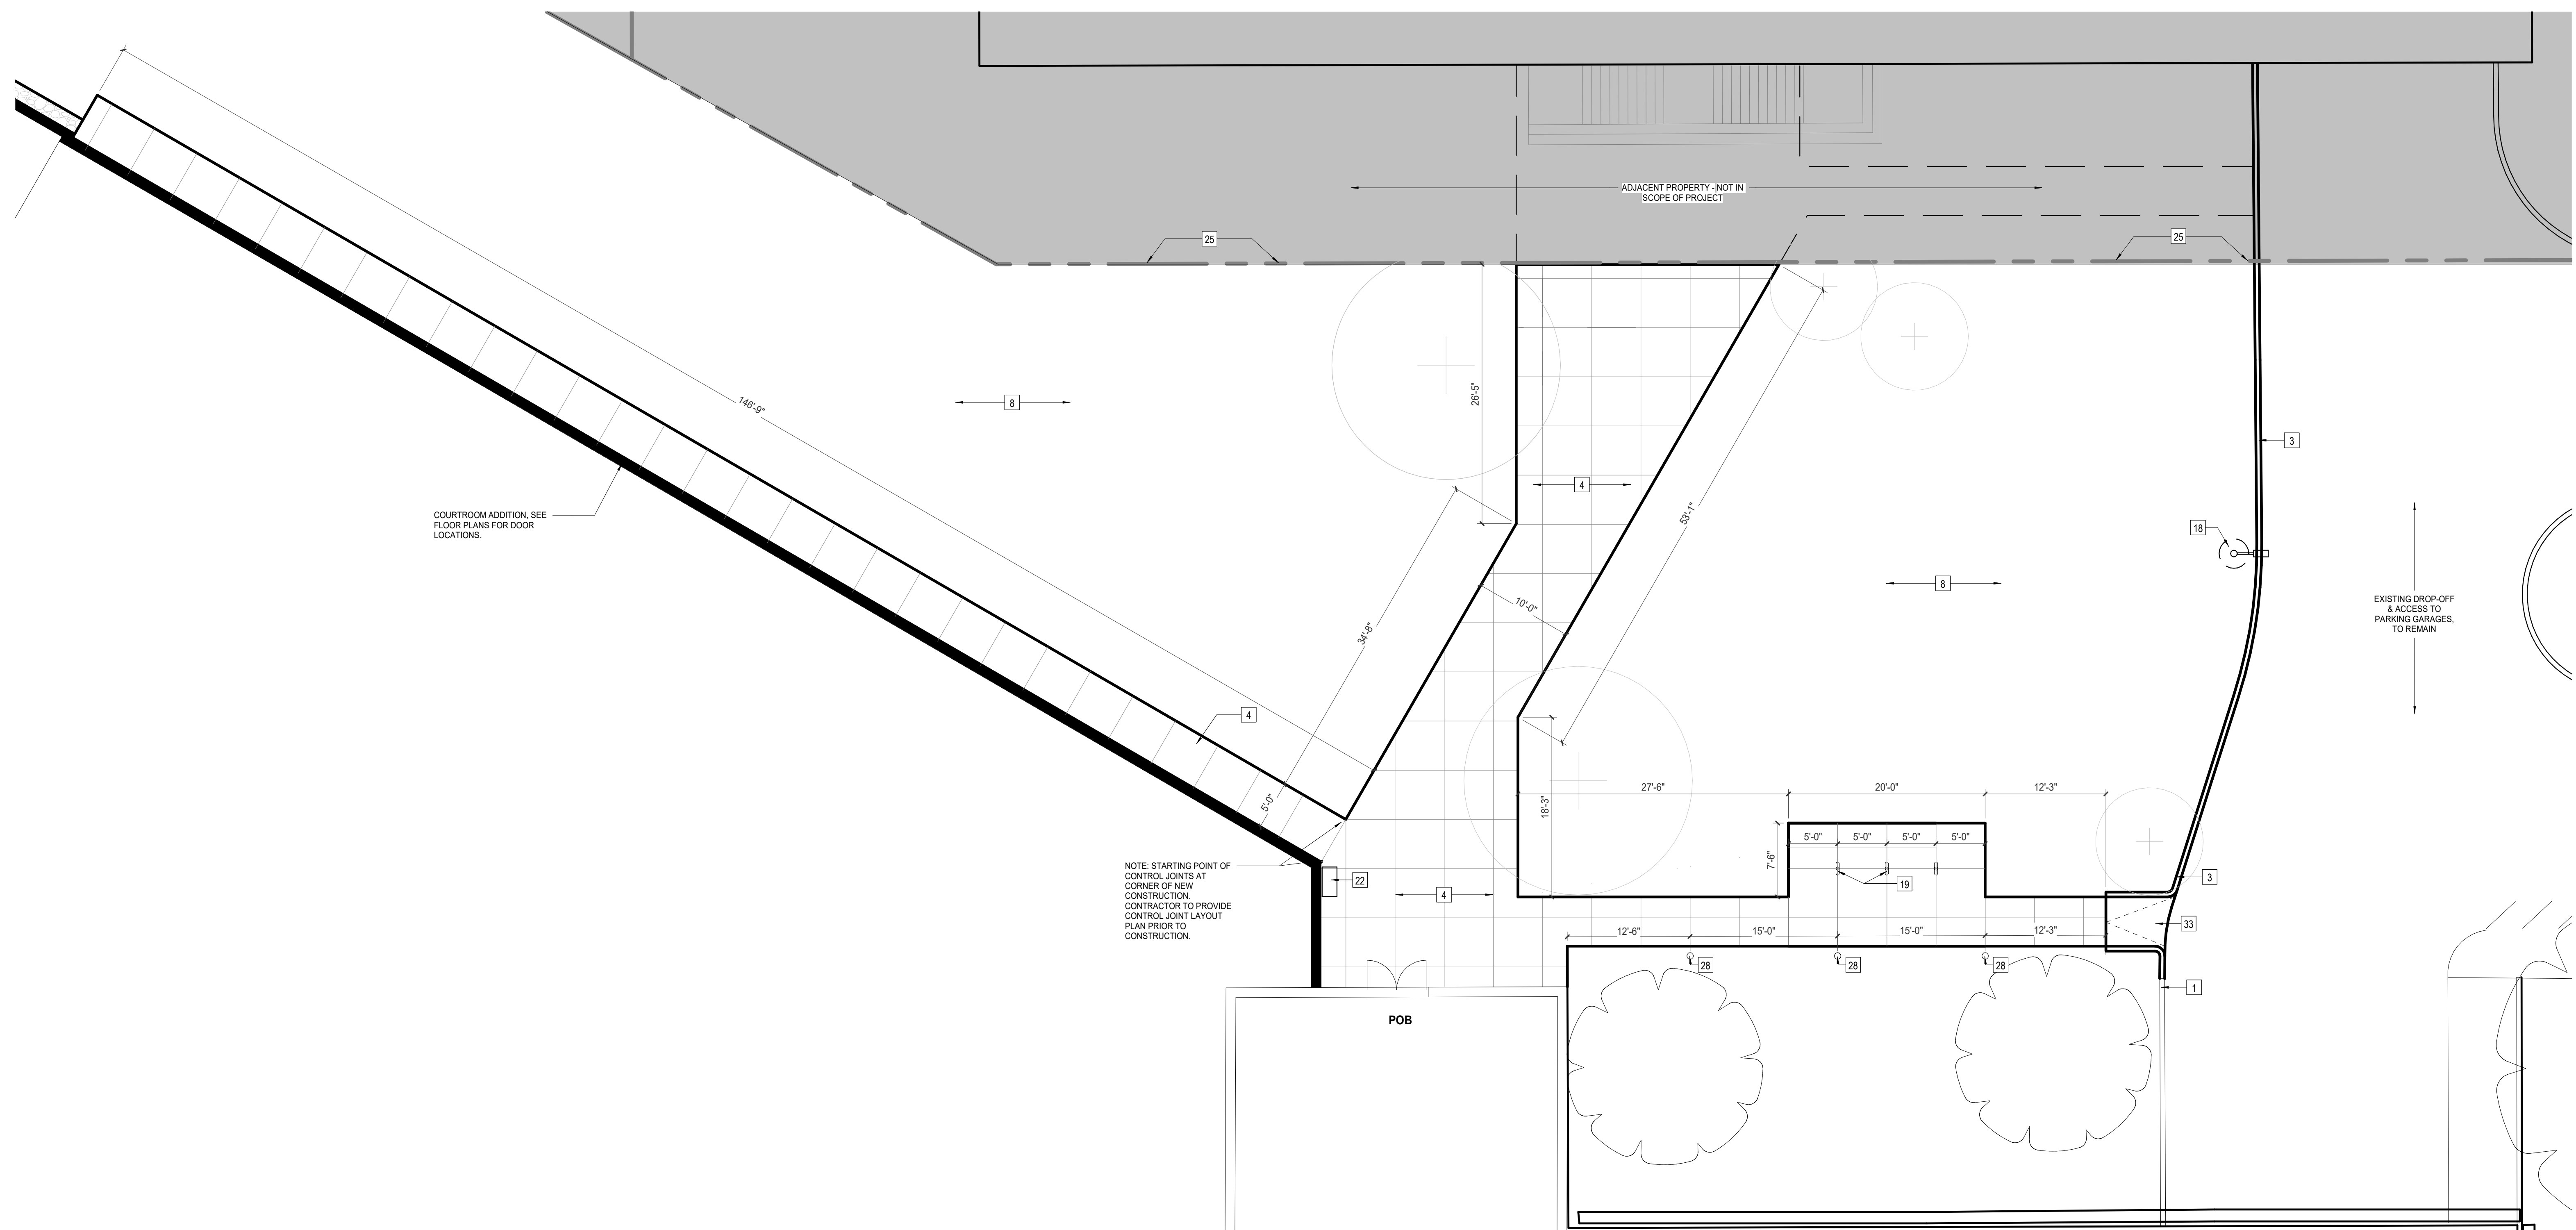 ADJACENT PROPERTY - NOT IN
SCOPE OF PROJECT
25
25
146'-9"
8
26'-5"
4
53'-1"
3
COURTROOM ADDITION, SEE
FLOOR PLANS FOR DOOR
LOCATIONS.
18
8
10'-0"
34'-8"
EXISTING DROP-OFF
& ACCESS TO
PARKING GARAGES,
TO REMAIN
4
5'-0"
27'-6"
20'-0"
12'-3"
18'-3"
5'-0"
5'-0"
5'-0"
5'-0"
7'-6"
NOTE: STARTING POINT OF
CONTROL JOINTS AT
CORNER OF NEW
CONSTRUCTION.
CONTRACTOR TO PROVIDE
CONTROL JOINT LAYOUT
PLAN PRIOR TO
CONSTRUCTION.
22
4
19
3
33
12'-6"
15'-0"
15'-0"
12'-3"
28
28
28
1
POB